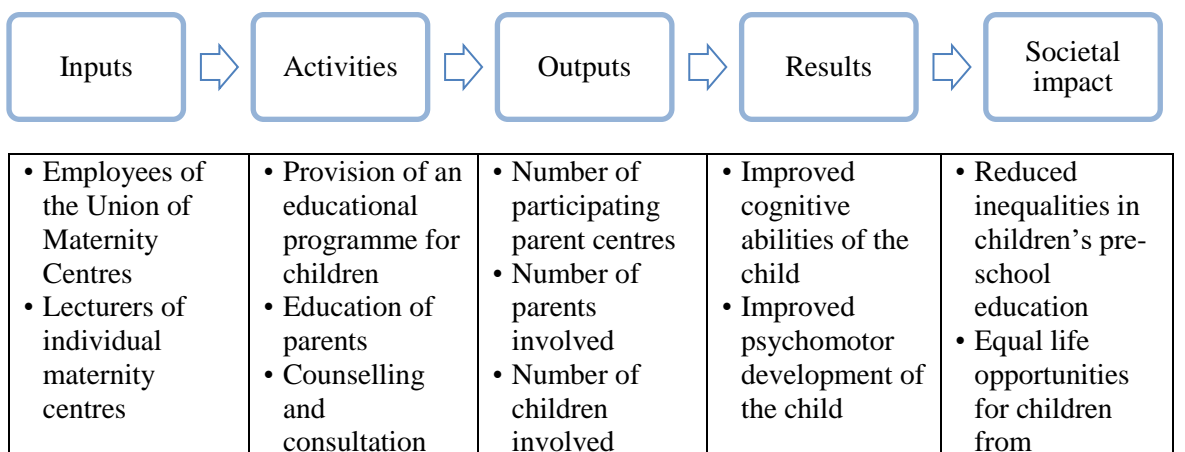 Inputs
Activities
Outputs
Results
Societal
impact
• Employees of
the Union of
Maternity
Centres
• Lecturers of
individual
maternity
centres
• Provision of an
educational
programme for
children
• Education of
parents
• Counselling
and
consultation
• Number of
participating
parent centres
• Number of
parents
involved
• Number of
children
involved
• Improved
cognitive
abilities of the
child
• Improved
psychomotor
development of
the child
• Reduced
inequalities in
children’s pre-
school
education
• Equal life
opportunities
for children
from